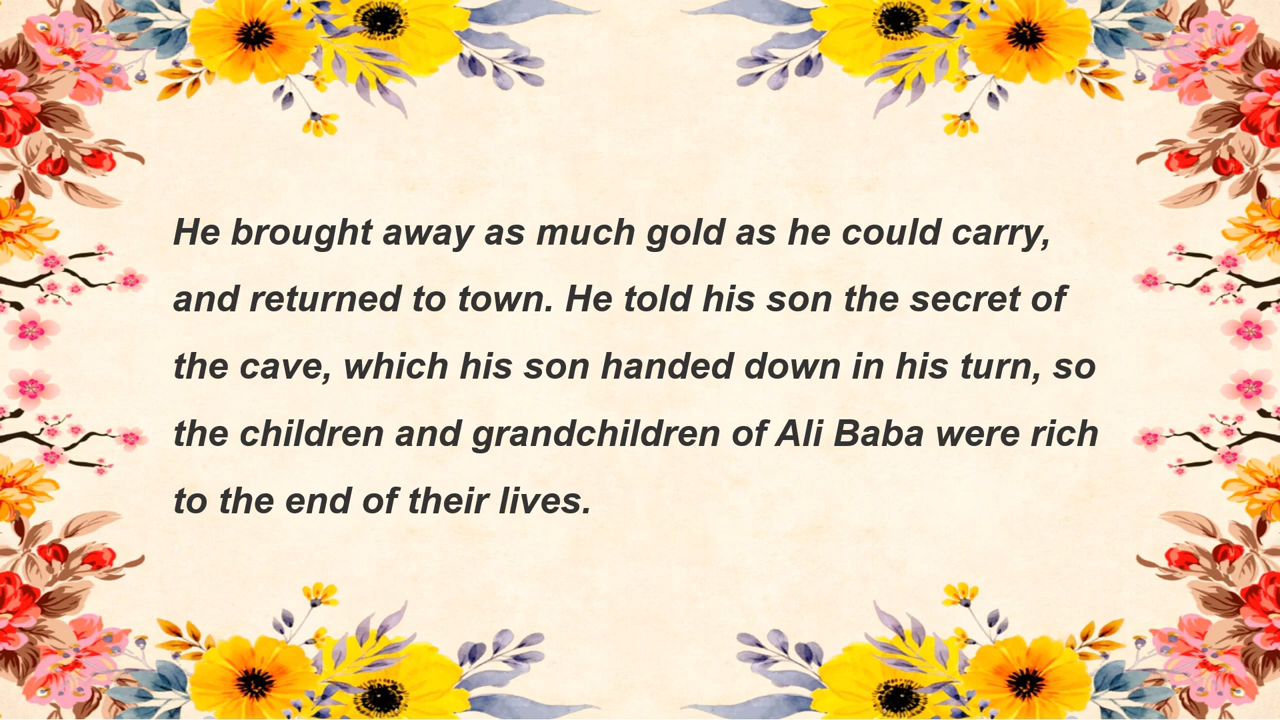 He brought away as much gold as he could carry,
and returned to town. He told his son the secret of
the cave, which his son handed down in his turn, so
the children and grandchildren of Ali Baba were rich
to the end of their lives.